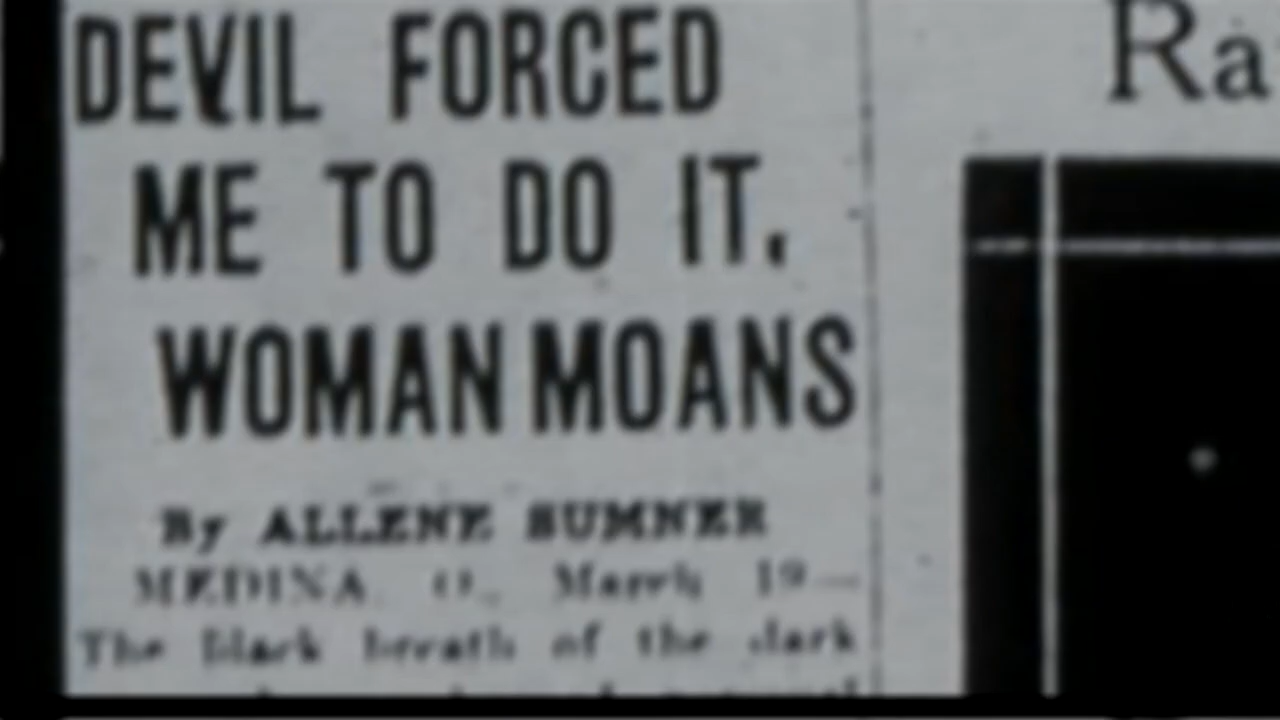 DEVIL FORCED
ME TO DO IT,
WOMAN MOANS
By ALLENE SUMNER
MEDINA, O., March 19—
The black breath of the dark
Ra